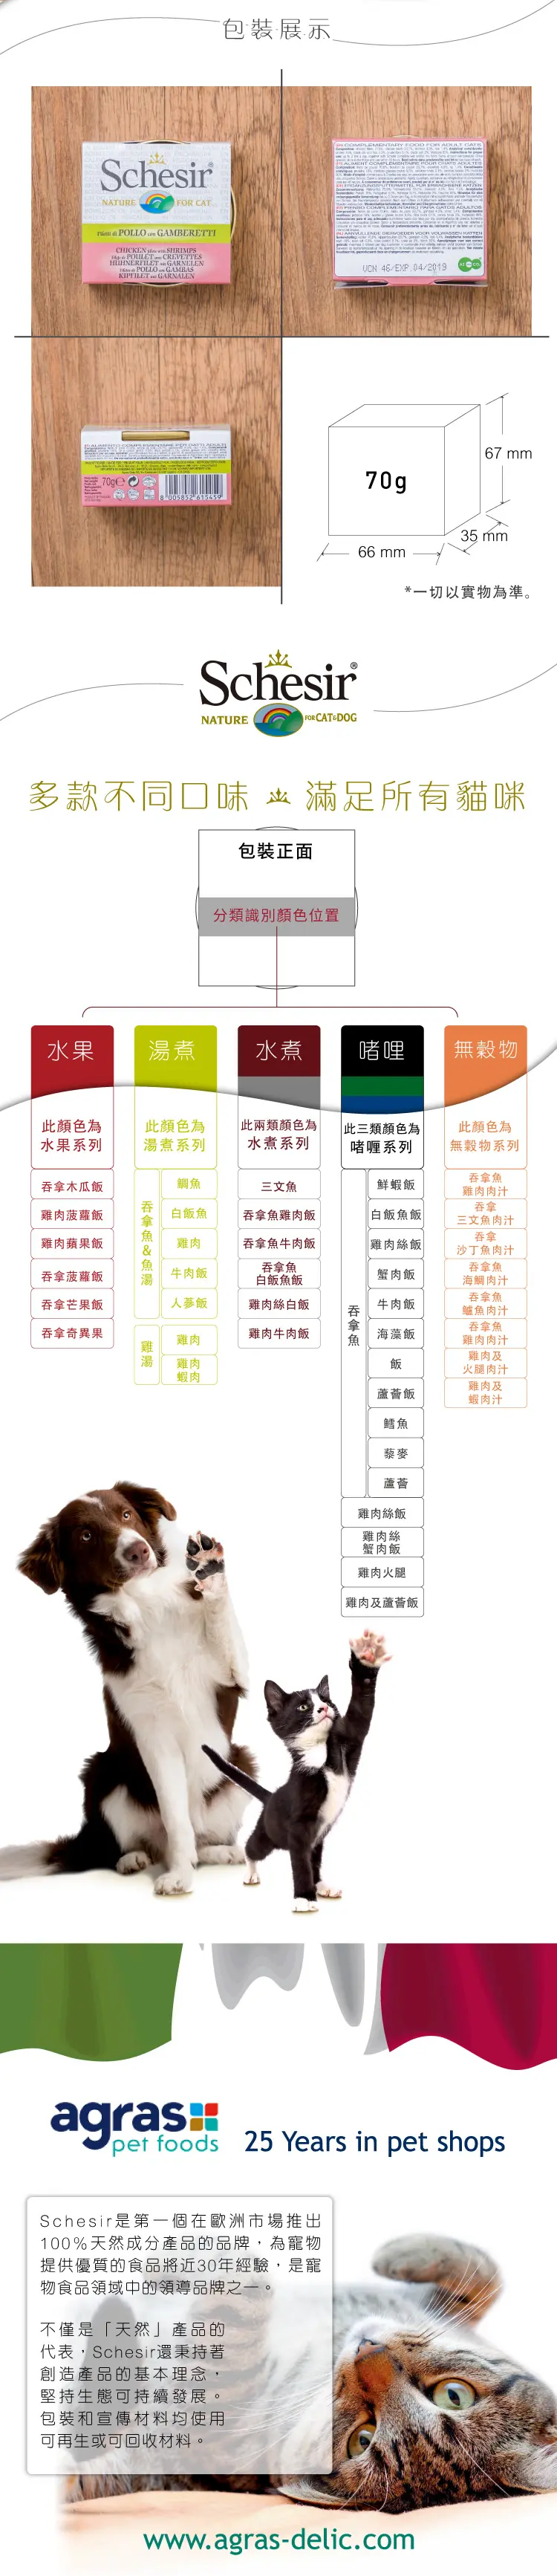 包裝展示
Schesir
NATURE FOR CAT
Filetti di POLLO con GAMBERETTI
CHICKEN fillets with SHRIMPS
Filets de POULET avec CREVETTES
HÜHNERFILET mit GARNELEN
Filetes de POLLO con GAMBAS
KIPFILET met GARNALEN
COMPLEMENTARY FOOD FOR ADULT CATS
VCN 46/EXP.04/2019
70g
70g
67 mm
35 mm
66 mm
*一切以實物為準。
Schesir®
NATURE FOR CAT&DOG
多款不同口味 滿足所有貓咪
包裝正面
分類識別顏色位置
水果
此顏色為
水果系列
吞拿木瓜飯
雞肉菠蘿飯
雞肉蘋果飯
吞拿菠蘿飯
吞拿芒果飯
吞拿奇異果
湯煮
此顏色為
湯煮系列
吞拿魚&魚湯
鯛魚
白飯魚
雞肉
牛肉飯
人蔘飯
雞湯
雞肉
雞肉
蝦肉
水煮
此兩類顏色為
水煮系列
三文魚
吞拿魚雞肉飯
吞拿魚牛肉飯
吞拿魚
白飯魚飯
雞肉絲白飯
雞肉牛肉飯
啫哩
此三類顏色為
啫喱系列
吞拿魚
鮮蝦飯
白飯魚飯
雞肉絲飯
蟹肉飯
牛肉飯
海藻飯
飯
蘆薈飯
鱈魚
藜麥
蘆薈
雞肉絲飯
雞肉絲
蟹肉飯
雞肉火腿
雞肉及蘆薈飯
無穀物
此顏色為
無穀物系列
吞拿魚
雞肉肉汁
吞拿
三文魚肉汁
吞拿
沙丁魚肉汁
吞拿魚
海鯛肉汁
吞拿魚
鱸魚肉汁
吞拿魚
雞肉肉汁
雞肉及
火腿肉汁
雞肉及
蝦肉汁
agras
pet foods
25 Years in pet shops
Schesir是第一個在歐洲市場推出
100%天然成分產品的品牌，為寵物
提供優質的食品將近30年經驗，是寵
物食品領域中的領導品牌之一。
不僅是「天然」產品的
代表，Schesir還秉持著
創造產品的基本理念，
堅持生態可持續發展。
包裝和宣傳材料均使用
可再生或可回收材料。
www.agras-delic.com